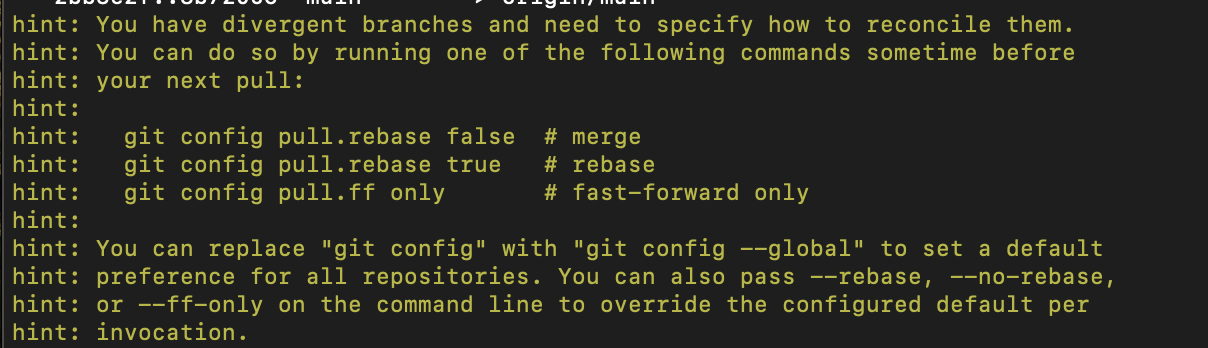 main -> origin/main
hint: You have divergent branches and need to specify how to reconcile them.
hint: You can do so by running one of the following commands sometime before
hint: your next pull:
hint:
hint:   git config pull.rebase false  # merge
hint:   git config pull.rebase true   # rebase
hint:   git config pull.ff only       # fast-forward only
hint:
hint: You can replace "git config" with "git config --global" to set a default
hint: preference for all repositories. You can also pass --rebase, --no-rebase,
hint: or --ff-only on the command line to override the configured default per
hint: invocation.